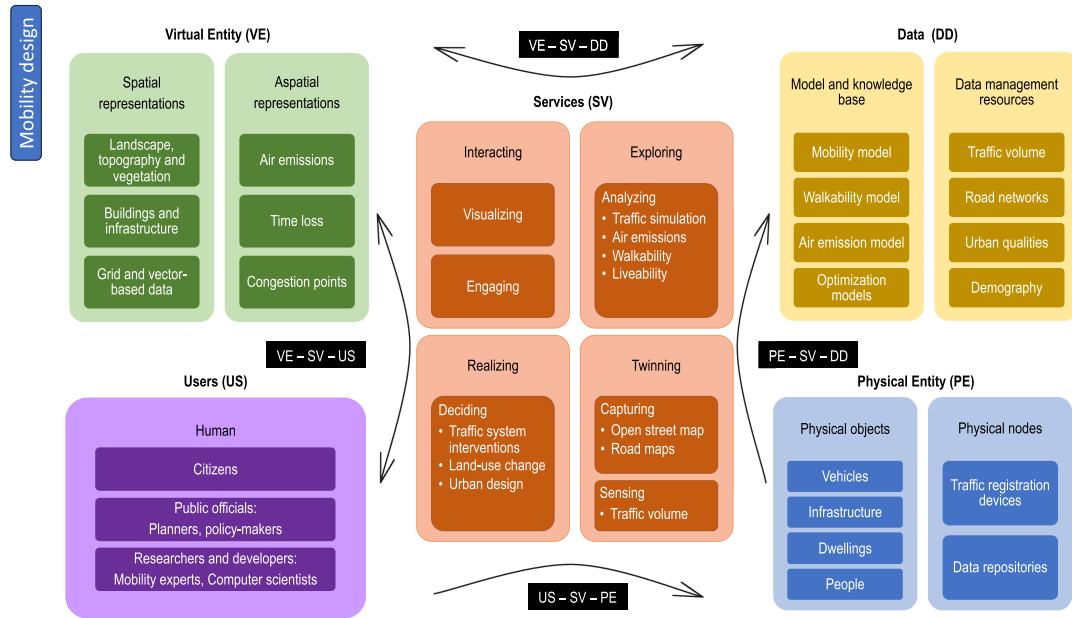 Mobility design
Virtual Entity (VE)
Spatial
representations
Landscape,
topography and
vegetation
Buildings and
infrastructure
Grid and vector-
based data
Aspatial
representations
Air emissions
Time loss
Congestion points
VE – SV – DD
Services (SV)
Interacting
Visualizing
Engaging
Exploring
Analyzing
• Traffic simulation
• Air emissions
• Walkability
• Liveability
Realizing
Deciding
• Traffic system
interventions
• Land-use change
• Urban design
Twinning
Capturing
• Open street map
• Road maps
Sensing
• Traffic volume
Data (DD)
Model and knowledge
base
Mobility model
Walkability model
Air emission model
Optimization
models
Data management
resources
Traffic volume
Road networks
Urban qualities
Demography
VE – SV – US
PE – SV – DD
Users (US)
Human
Citizens
Public officials:
Planners, policy-makers
Researchers and developers:
Mobility experts, Computer scientists
US – SV – PE
Physical Entity (PE)
Physical objects
Vehicles
Infrastructure
Dwellings
People
Physical nodes
Traffic registration
devices
Data repositories